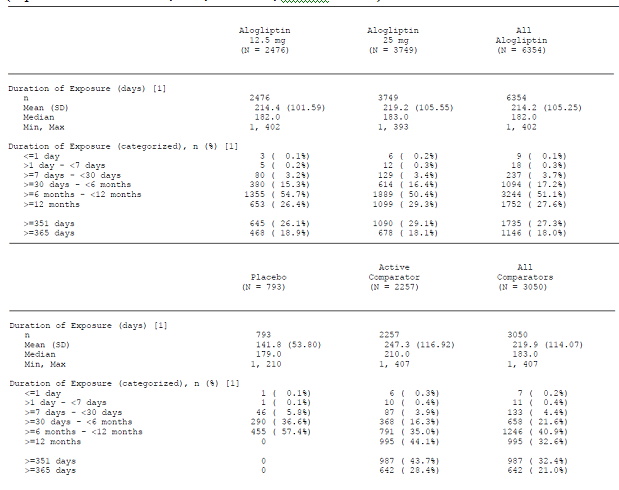 Alogliptin Alogliptin All
12.5 mg 25 mg Alogliptin
(N = 2476) (N = 3749) (N = 6354)
Duration of Exposure (days) [1]
n 2476 3749 6354
Mean (SD) 214.4 (101.59) 219.2 (105.55) 214.2 (105.25)
Median 182.0 183.0 182.0
Min, Max 1, 402 1, 393 1, 402
Duration of Exposure (categorized), n (%) [1]
<=1 day 3 ( 0.1%) 6 ( 0.2%) 9 ( 0.1%)
>1 day - <7 days 5 ( 0.2%) 12 ( 0.3%) 18 ( 0.3%)
>=7 days - <30 days 80 ( 3.2%) 129 ( 3.4%) 237 ( 3.7%)
>=30 days - <6 months 380 ( 15.3%) 614 ( 16.4%) 1094 ( 17.2%)
>=6 months - <12 months 1355 ( 54.7%) 1889 ( 50.4%) 3244 ( 51.1%)
>=12 months 653 ( 26.4%) 1099 ( 29.3%) 1752 ( 27.6%)
>=351 days 645 ( 26.1%) 1090 ( 29.1%) 1735 ( 27.3%)
>=365 days 468 ( 18.9%) 678 ( 18.1%) 1146 ( 18.0%)
Active All
Placebo Comparator Comparators
(N = 793) (N = 2257) (N = 3050)
Duration of Exposure (days) [1]
n 793 2257 3050
Mean (SD) 141.8 (53.80) 247.3 (116.92) 219.9 (114.07)
Median 179.0 210.0 183.0
Min, Max 1, 210 1, 407 1, 407
Duration of Exposure (categorized), n (%) [1]
<=1 day 1 ( 0.1%) 6 ( 0.3%) 7 ( 0.2%)
>1 day - <7 days 1 ( 0.1%) 10 ( 0.4%) 11 ( 0.4%)
>=7 days - <30 days 46 ( 5.8%) 87 ( 3.9%) 133 ( 4.4%)
>=30 days - <6 months 290 ( 36.6%) 368 ( 16.3%) 658 ( 21.6%)
>=6 months - <12 months 455 ( 57.4%) 791 ( 35.0%) 1246 ( 40.9%)
>=12 months 0 995 ( 44.1%) 995 ( 32.6%)
>=351 days 0 987 ( 43.7%) 987 ( 32.4%)
>=365 days 0 642 ( 28.4%) 642 ( 21.0%)